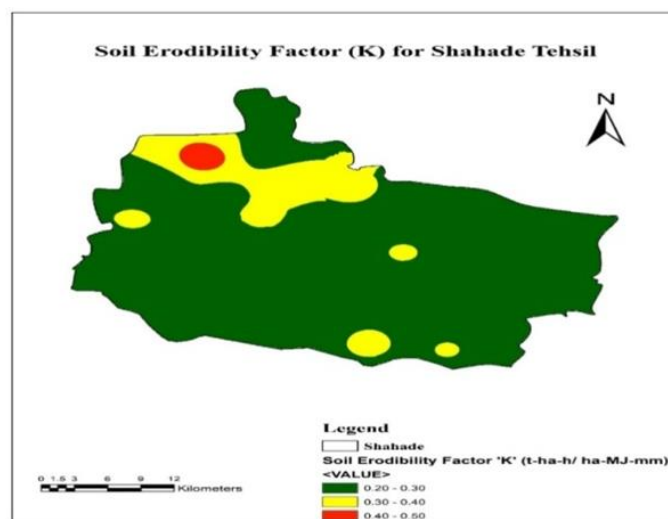 Soil Erodibility Factor (K) for Shahade Tehsil
N
Legend
Shahade
Soil Erodibility Factor 'K' (t-ha-h/ ha-MJ-mm)
<VALUE>
0.20 - 0.30
0.30 - 0.40
0.40 - 0.50
0 1.5 3 6 9 12
Kilometers